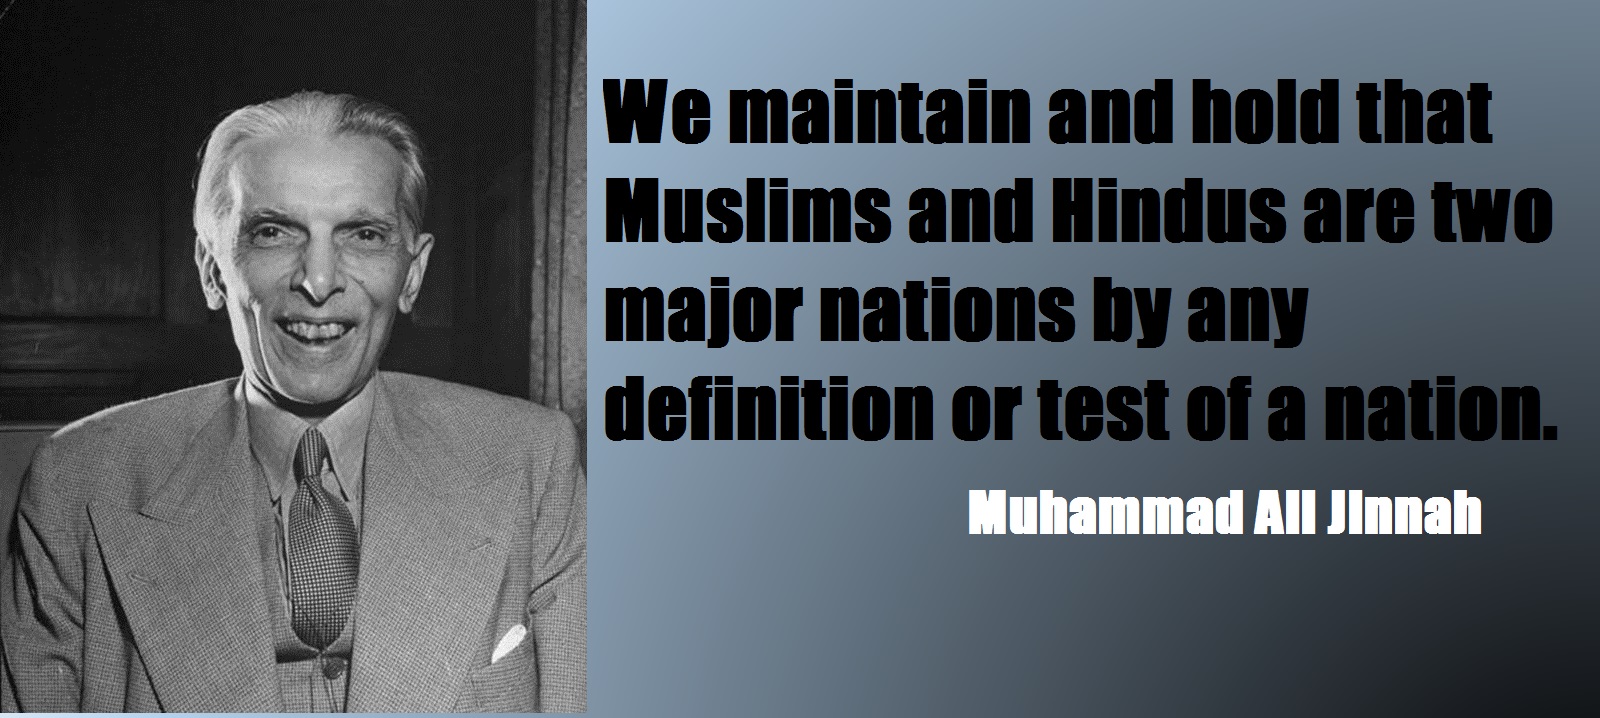 We maintain and hold that
Muslims and Hindus are two
major nations by any
definition or test of a nation.
Muhammad Ali Jinnah